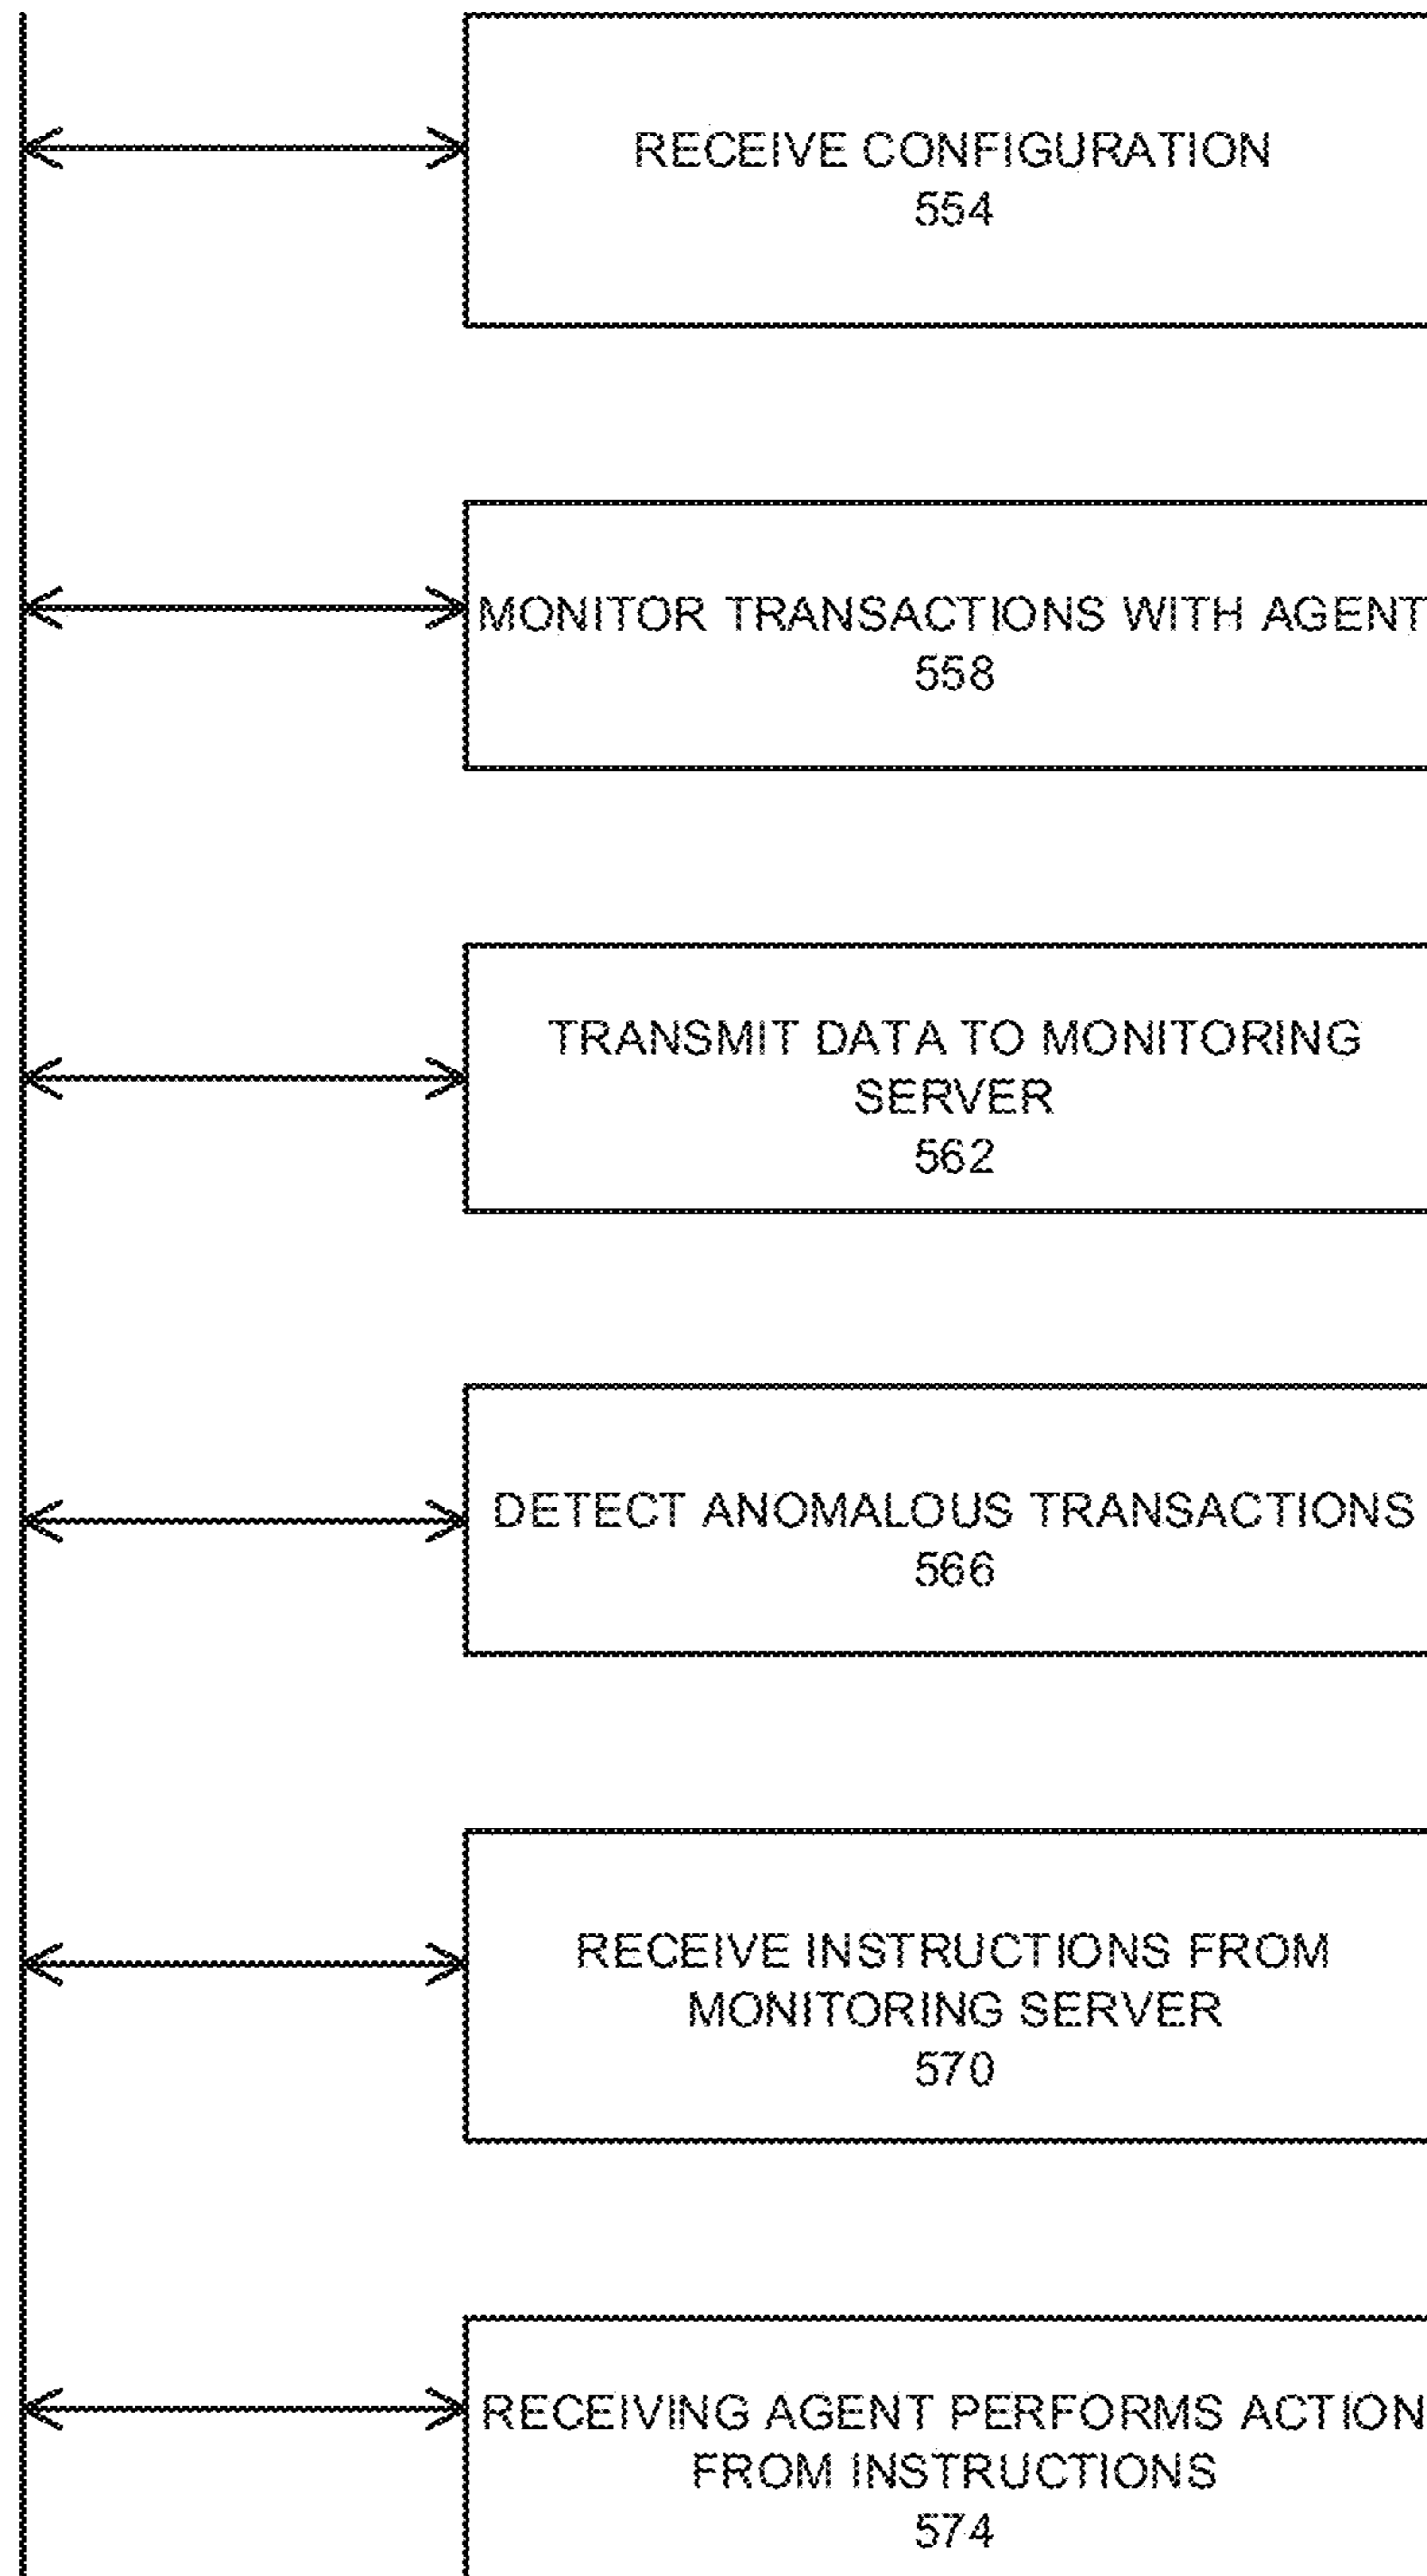 RECEIVE CONFIGURATION
554
MONITOR TRANSACTIONS WITH AGENT
558
TRANSMIT DATA TO MONITORING
SERVER
562
DETECT ANOMALOUS TRANSACTIONS
566
RECEIVE INSTRUCTIONS FROM
MONITORING SERVER
570
RECEIVING AGENT PERFORMS ACTION
FROM INSTRUCTIONS
574